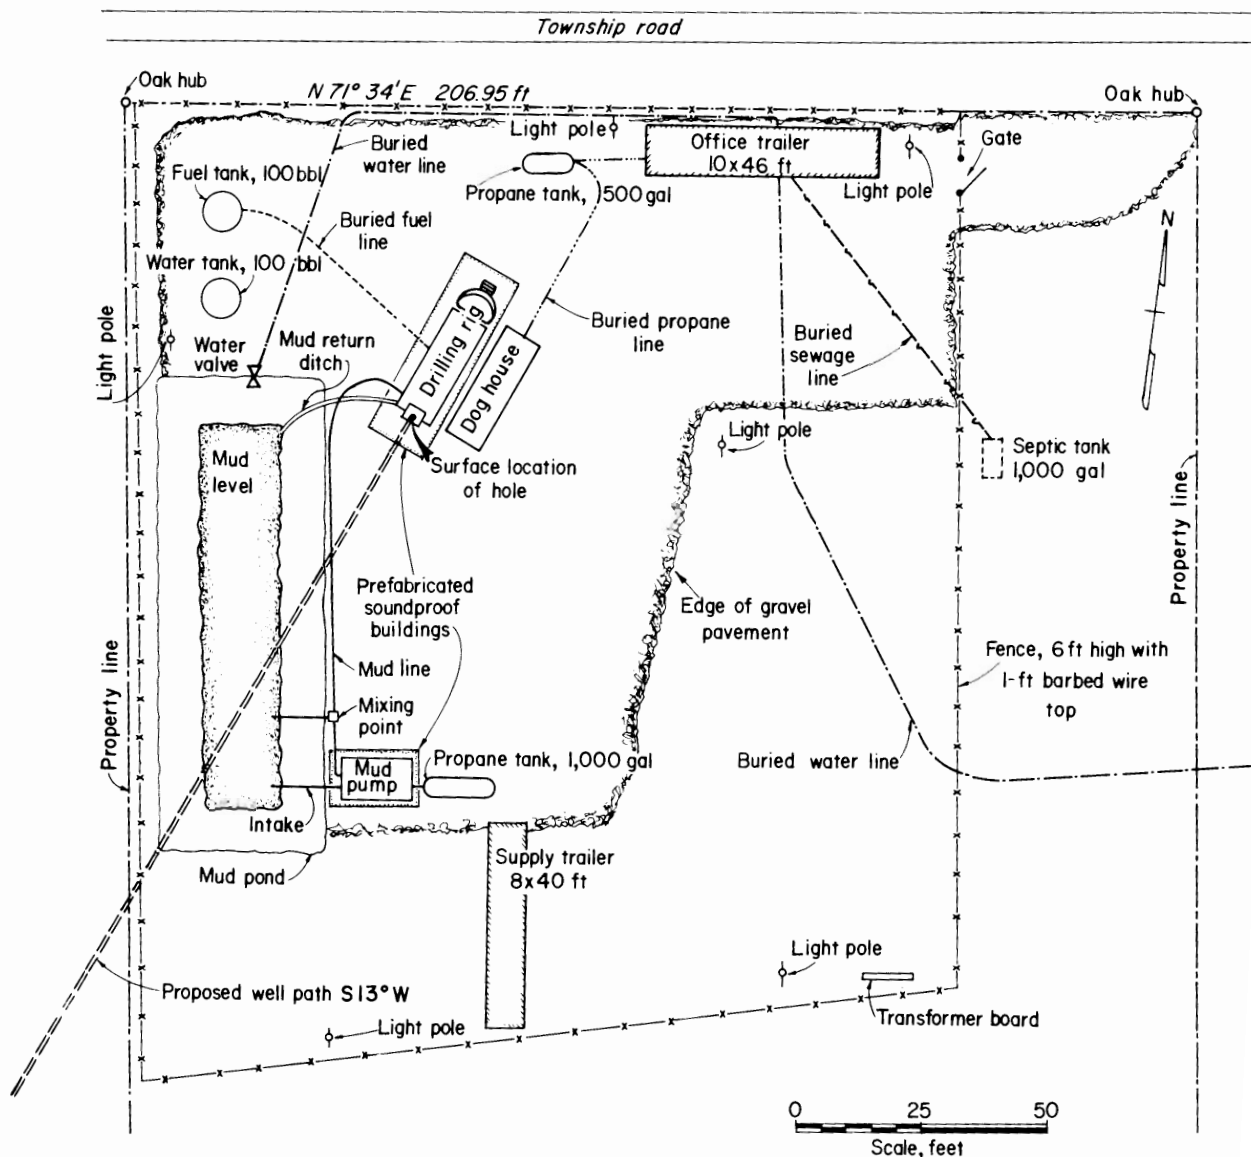 Township road
Oak hub
N 71° 34' E 206.95 ft
Oak hub
Light pole
Buried
water line
Office trailer
10x46 ft
Gate
Light pole
Fuel tank, 100 bbl
Propane tank, 500 gal
Buried fuel
line
N
Water tank, 100 bbl
Buried propane
line
Buried
sewage
line
Light pole
Water
valve
Mud return
ditch
Drilling rig
Dog house
Light pole
Mud
level
Surface location
of hole
Septic tank
1,000 gal
Property line
Prefabricated
soundproof
buildings
Edge of gravel
pavement
Fence, 6 ft high with
1-ft barbed wire
top
Mud line
Property line
Mixing
point
Mud
pump
Propane tank, 1,000 gal
Buried water line
Intake
Mud pond
Supply trailer
8x40 ft
Proposed well path S13°W
Light pole
Light pole
Transformer board
0 25 50
Scale, feet